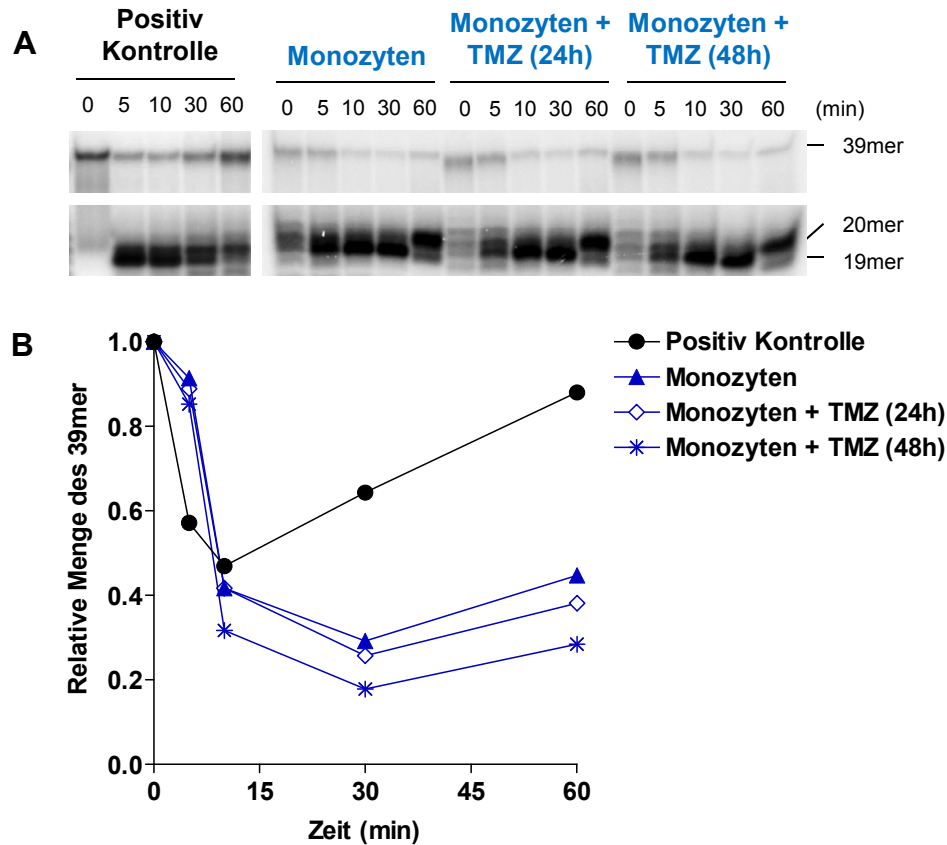 A
Positiv
Kontrolle
Monozyten
Monozyten +
TMZ (24h)
Monozyten +
TMZ (48h)
0 5 10 30 60 0 5 10 30 60 0 5 10 30 60 0 5 10 30 60 (min)
39mer
20mer
19mer
B
Relative Menge des 39mer
1.0
0.8
0.6
0.4
0.2
0.0
0 15 30 45 60
Zeit (min)
Positiv Kontrolle
Monozyten
Monozyten + TMZ (24h)
Monozyten + TMZ (48h)